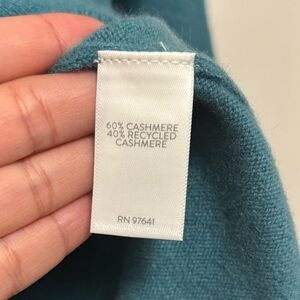 60% CASHMERE
40% RECYCLED
CASHMERE
RN 97641